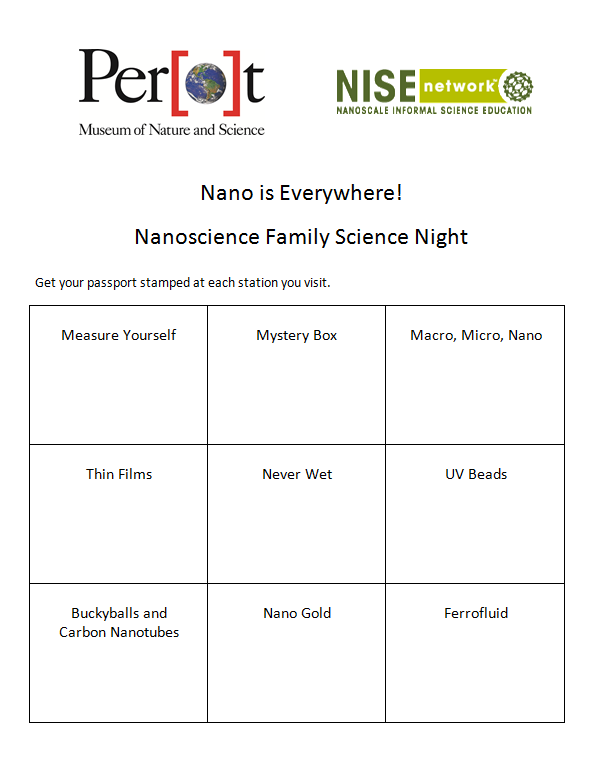 Per[o]t
Museum of Nature and Science
NISE network™
NANOSCALE INFORMAL SCIENCE EDUCATION
Nano is Everywhere!
Nanoscience Family Science Night
Get your passport stamped at each station you visit.
Measure Yourself
Mystery Box
Macro, Micro, Nano
Thin Films
Never Wet
UV Beads
Buckyballs and
Carbon Nanotubes
Nano Gold
Ferrofluid